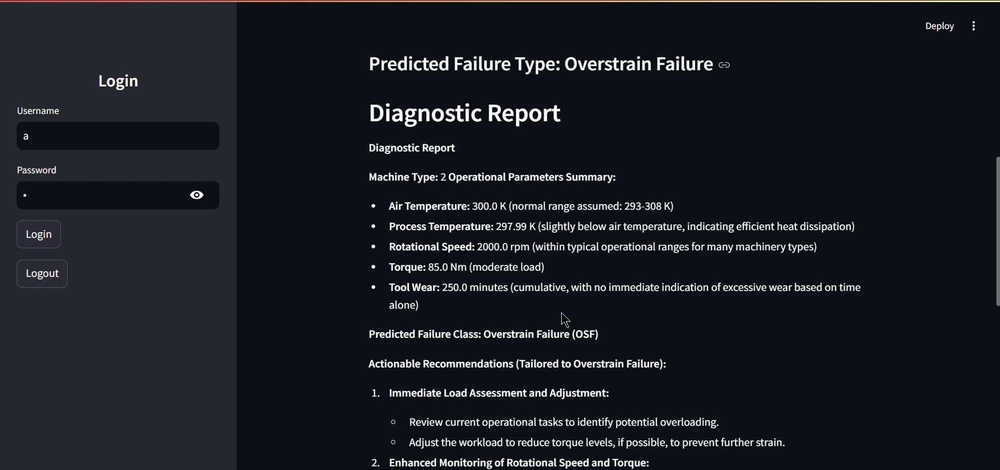 Deploy
Login
Username
a
Password
Login
Logout
Predicted Failure Type: Overstrain Failure
Diagnostic Report
Diagnostic Report
Machine Type: 2 Operational Parameters Summary:
• Air Temperature: 300.0 K (normal range assumed: 293-308 K)
• Process Temperature: 297.99 K (slightly below air temperature, indicating efficient heat dissipation)
• Rotational Speed: 2000.0 rpm (within typical operational ranges for many machinery types)
• Torque: 85.0 Nm (moderate load)
• Tool Wear: 250.0 minutes (cumulative, with no immediate indication of excessive wear based on time
alone)
Predicted Failure Class: Overstrain Failure (OSF)
Actionable Recommendations (Tailored to Overstrain Failure):
1. Immediate Load Assessment and Adjustment:
○ Review current operational tasks to identify potential overloading.
○ Adjust the workload to reduce torque levels, if possible, to prevent further strain.
2. Enhanced Monitoring of Rotational Speed and Torque: